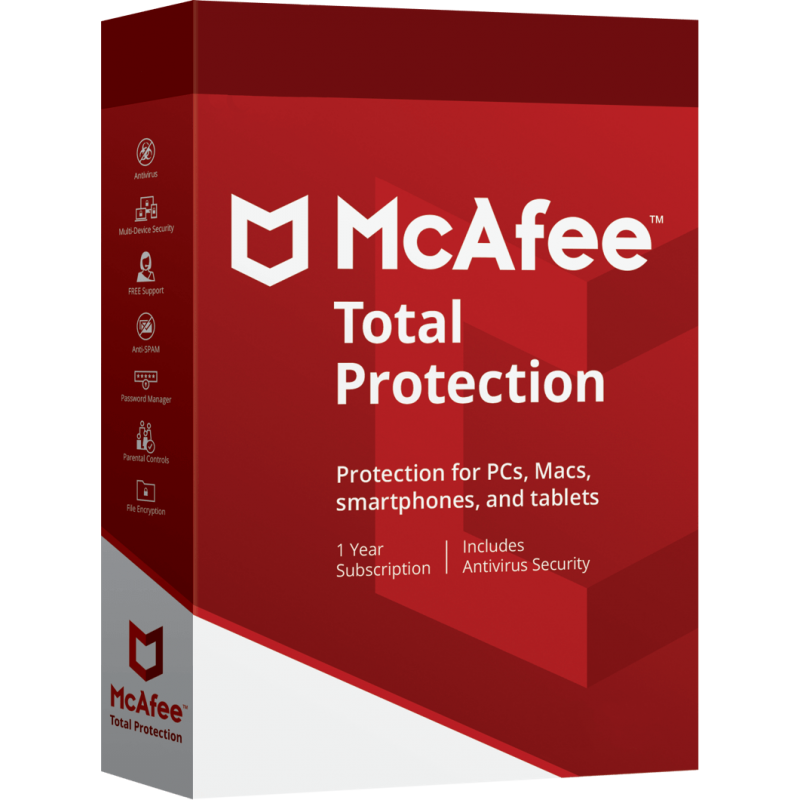 Antivirus
Multi-Device Security
FREE Support
Anti-SPAM
Password Manager
Parental Controls
File Encryption
McAfee™
Total Protection
McAfee™
Total
Protection
Protection for PCs, Macs,
smartphones, and tablets
1 Year
Subscription
Includes
Antivirus Security